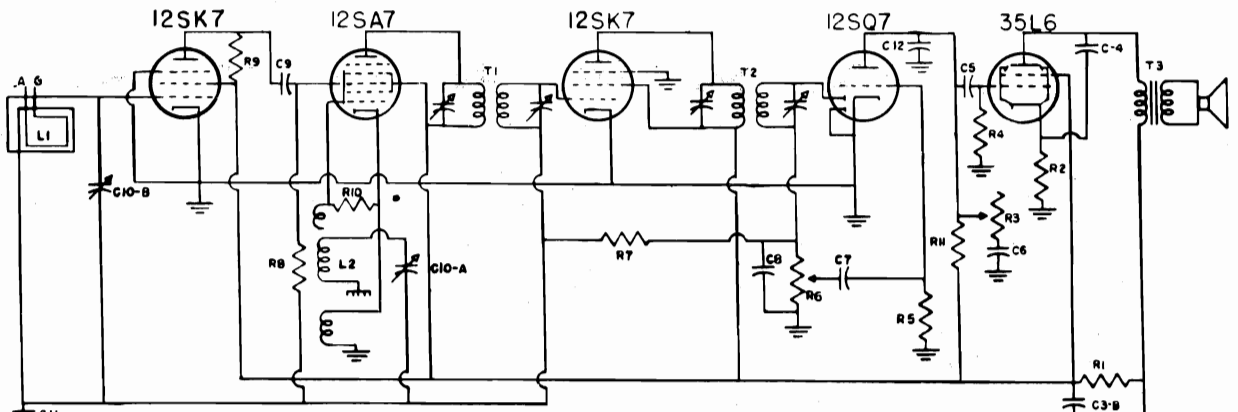 12SK7
12SA7
12SK7
12SQ7
35L6
A G
L1
R9
C9
T1
T2
C12
C5
C-4
T3
R4
R2
C10-B
R10
R8
L2
C10-A
R7
C8
C7
R6
R5
R11
R3
C6
R1
C3-B